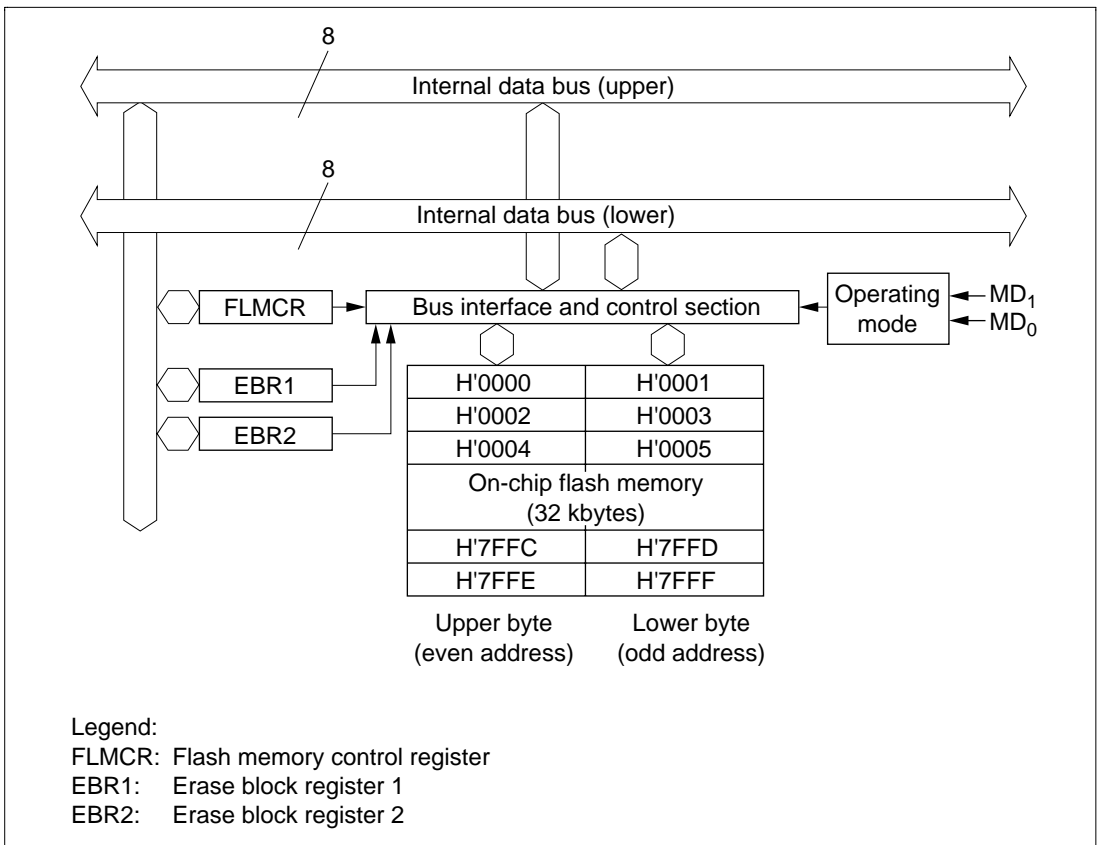 8
Internal data bus (upper)
8
Internal data bus (lower)
FLMCR
Bus interface and control section
Operating
mode
MD1
MD0
EBR1
EBR2
H'0000 H'0001
H'0002 H'0003
H'0004 H'0005
On-chip flash memory
(32 kbytes)
H'7FFC H'7FFD
H'7FFE H'7FFF
Upper byte
(even address)
Lower byte
(odd address)
Legend:
FLMCR: Flash memory control register
EBR1: Erase block register 1
EBR2: Erase block register 2